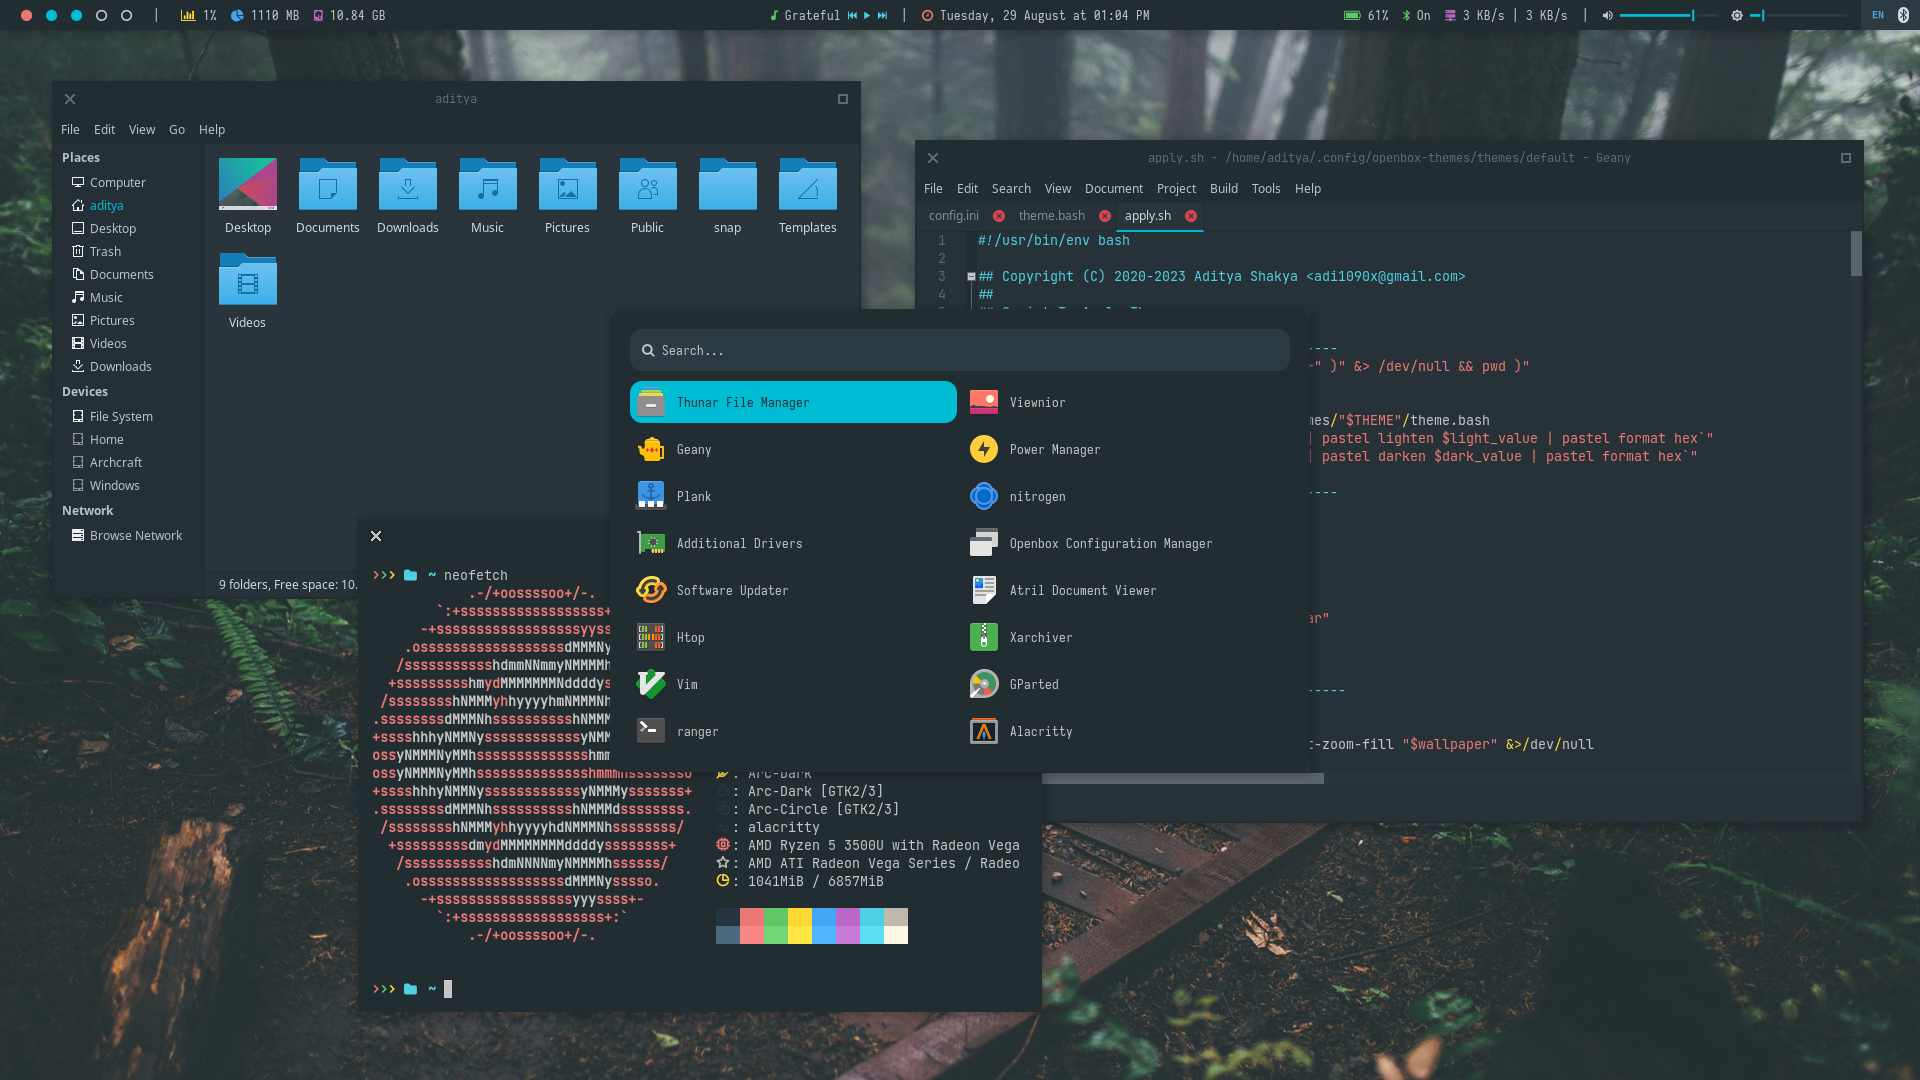 1% 1110 MB 10.84 GB | Grateful | Tuesday, 29 August at 01:04 PM 61% On 3 KB/s | 3 KB/s | EN
aditya
File Edit View Go Help
Places
Computer
aditya
Desktop
Trash
Documents
Music
Pictures
Videos
Downloads
Devices
File System
Home
Archcraft
Windows
Network
Browse Network
Desktop Documents Downloads Music Pictures Public snap Templates
Videos
9 folders, Free space: 10.
apply.sh - /home/aditya/.config/openbox-themes/themes/default - Geany
File Edit Search View Document Project Build Tools Help
config.ini theme.bash apply.sh
1 #!/usr/bin/env bash
2
3 ## Copyright (C) 2020-2023 Aditya Shakya <adi1090x@gmail.com>
4 ##
----
" )" &> /dev/null && pwd )"
mes/"$THEME"/theme.bash
| pastel lighten $light_value | pastel format hex`"
| pastel darken $dark_value | pastel format hex`"
----
ar"
-----
t-zoom-fill "$wallpaper" &>/dev/null
Search...
Thunar File Manager
Viewnior
Geany
Power Manager
Plank
nitrogen
Additional Drivers
Openbox Configuration Manager
Software Updater
Atril Document Viewer
Htop
Xarchiver
Vim
GParted
ranger
Alacritty
>>> ~ neofetch
.-/+oossssoo+/-.
`:+ssssssssssssssssss+
-+ssssssssssssssssssyyss
.ossssssssssssssssssdMMMNy
/ssssssssssshdmmNNmmyNMMMMh
+ssssssssshmydMMMMMMMNddddys
/sssssssshNMMMyhhyyyyhmNMMMNh
.ssssssssdMMMNhsssssssssshNMMM
+sssshhhyNMMNyssssssssssssyNMM
ossyNMMMNyMMhsssssssssssssshmm
ossyNMMMNyMMhsssssssssssssshmmmhssssssso
+sssshhhyNMMNyssssssssssssyNMMMysssssss+
.ssssssssdMMMNhsssssssssshNMMMdssssssss.
/sssssssshNMMMyhhyyyyhdNMMMNhssssssss/
+sssssssssdmydMMMMMMMMddddyssssssss+
/sssssssssssshdmNNNNmyNMMMMhssssss/
.ossssssssssssssssssdMMMNysssso.
-+sssssssssssssssssyyyssss+-
`:+ssssssssssssssssss+:`
.-/+oossssoo+/-.
: Arc-Dark
: Arc-Dark [GTK2/3]
: Arc-Circle [GTK2/3]
: alacritty
: AMD Ryzen 5 3500U with Radeon Vega
: AMD ATI Radeon Vega Series / Radeo
: 1041MiB / 6857MiB
>>> ~